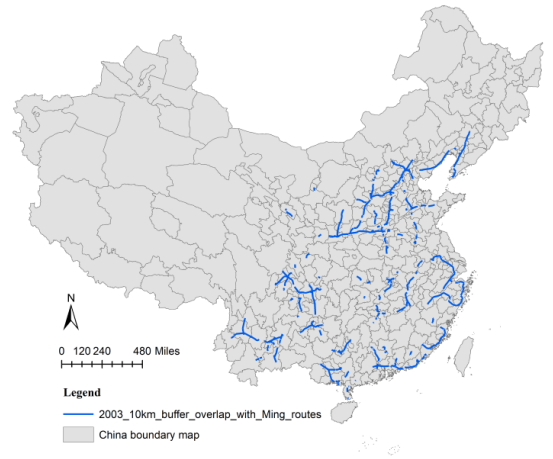 N
0 120 240 480 Miles
Legend
2003_10km_buffer_overlap_with_Ming_routes
China boundary map